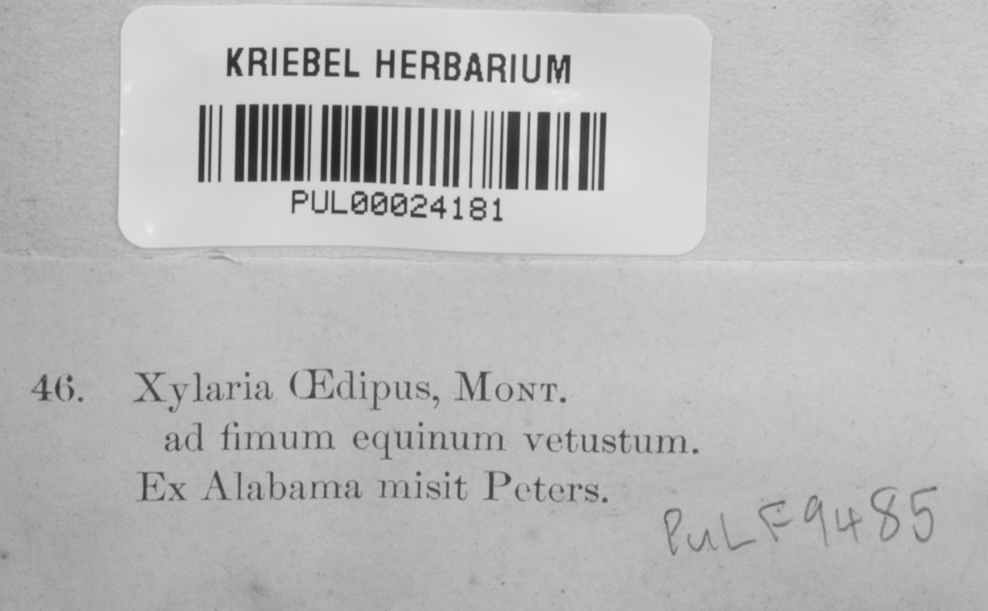 KRIEBEL HERBARIUM
PUL00024181
46. Xylaria Œdipus, MONT.
ad fimum equinum vetustum.
Ex Alabama misit Peters.
PULF9485